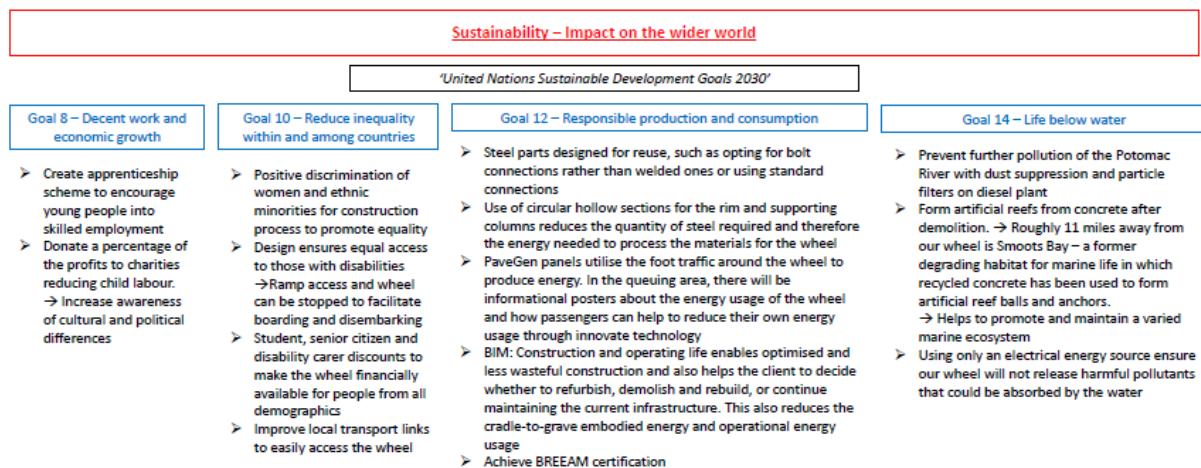 Sustainability – Impact on the wider world
'United Nations Sustainable Development Goals 2030'
Goal 8 – Decent work and
economic growth
➢ Create apprenticeship
scheme to encourage
young people into
skilled employment
➢ Donate a percentage of
the profits to charities
reducing child labour.
→ Increase awareness
of cultural and political
differences
Goal 10 – Reduce inequality
within and among countries
➢ Positive discrimination of
women and ethnic
minorities for construction
process to promote equality
➢ Design ensures equal access
to those with disabilities
→Ramp access and wheel
can be stopped to facilitate
boarding and disembarking
➢ Student, senior citizen and
disability carer discounts to
make the wheel financially
available for people from all
demographics
➢ Improve local transport links
to easily access the wheel
Goal 12 – Responsible production and consumption
➢ Steel parts designed for reuse, such as opting for bolt
connections rather than welded ones or using standard
connections
➢ Use of circular hollow sections for the rim and supporting
columns reduces the quantity of steel required and therefore
the energy needed to process the materials for the wheel
➢ PaveGen panels utilise the foot traffic around the wheel to
produce energy. In the queuing area, there will be
informational posters about the energy usage of the wheel
and how passengers can help to reduce their own energy
usage through innovate technology
➢ BIM: Construction and operating life enables optimised and
less wasteful construction and also helps the client to decide
whether to refurbish, demolish and rebuild, or continue
maintaining the current infrastructure. This also reduces the
cradle-to-grave embodied energy and operational energy
usage
➢ Achieve BREEAM certification
Goal 14 – Life below water
➢ Prevent further pollution of the Potomac
River with dust suppression and particle
filters on diesel plant
➢ Form artificial reefs from concrete after
demolition. → Roughly 11 miles away from
our wheel is Smoots Bay – a former
degrading habitat for marine life in which
recycled concrete has been used to form
artificial reef balls and anchors.
→ Helps to promote and maintain a varied
marine ecosystem
➢ Using only an electrical energy source ensure
our wheel will not release harmful pollutants
that could be absorbed by the water